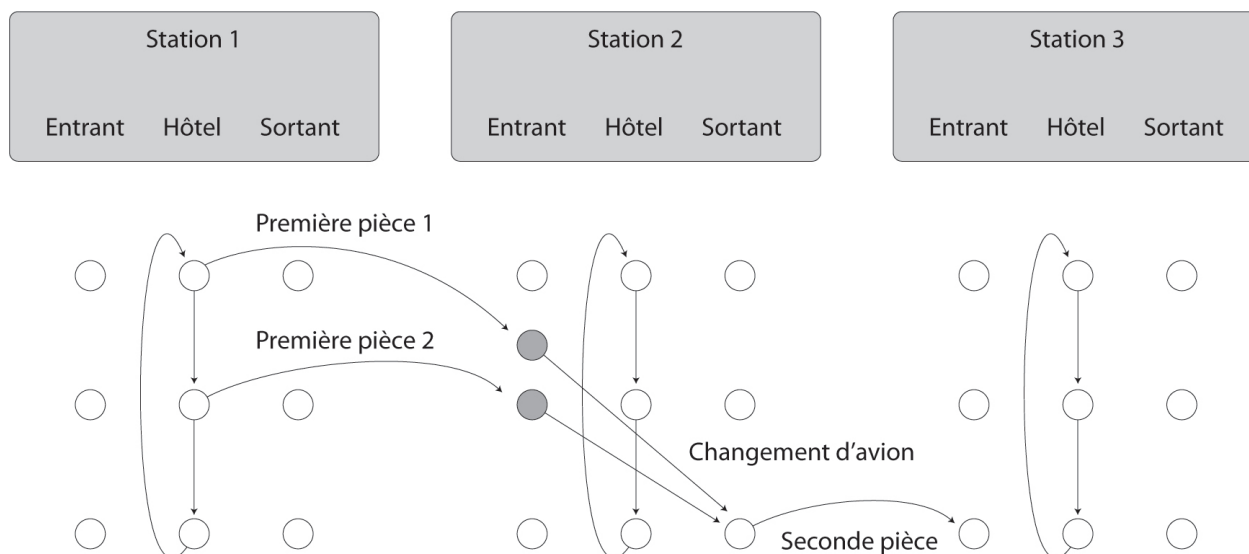 Station 1
Station 2
Station 3
Entrant Hôtel Sortant
Entrant Hôtel Sortant
Entrant Hôtel Sortant
Première pièce 1
Première pièce 2
Changement d’avion
Seconde pièce